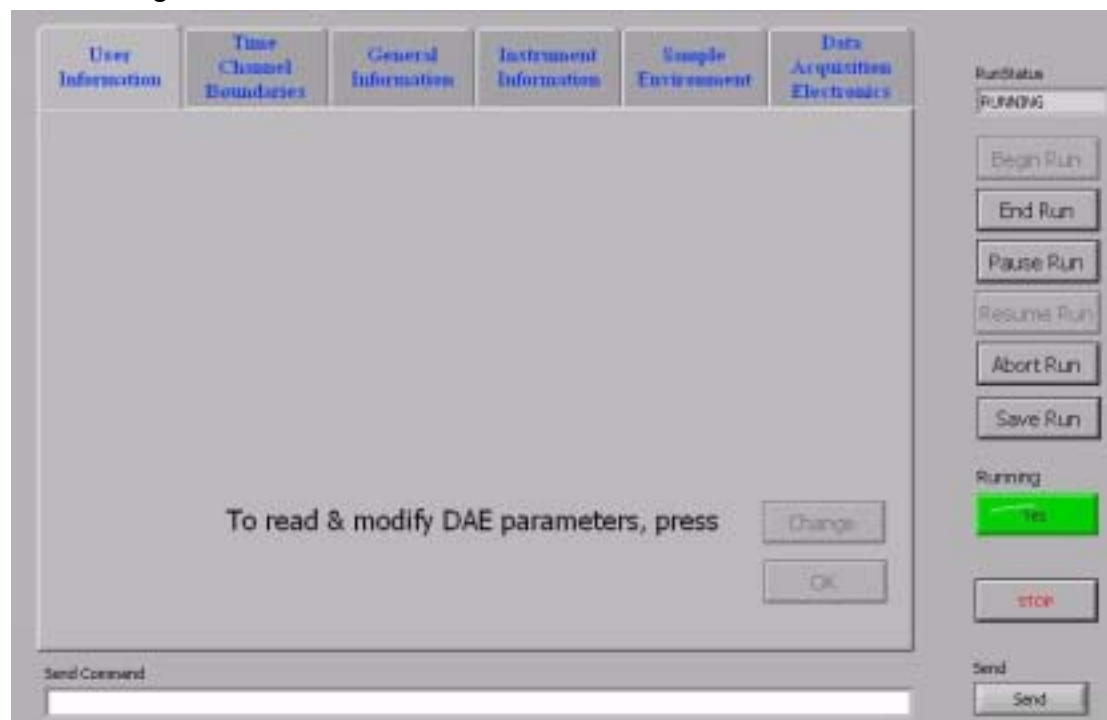 User
Information
Time
Channel
Boundaries
General
Information
Instrument
Information
Sample
Environment
Data
Acquisition
Electronics
RunStatus
RUNNING
Begin Run
End Run
Pause Run
Resume Run
Abort Run
Save Run
Running
Yes
To read & modify DAE parameters, press
Change
OK
STOP
Send Command
Send
Send